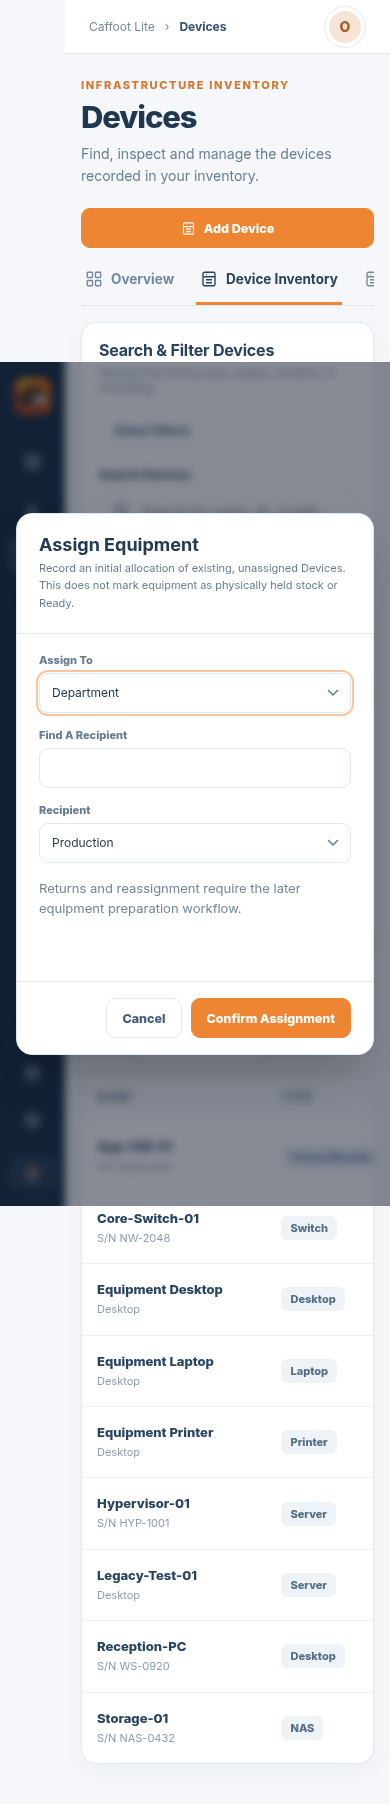 Caffoot Lite › Devices
O
INFRASTRUCTURE INVENTORY
Devices
Find, inspect and manage the devices
recorded in your inventory.
Add Device
Overview
Device Inventory
Search & Filter Devices
Clear Filters
Search Devices
Assign Equipment
Record an initial allocation of existing, unassigned Devices.
This does not mark equipment as physically held stock or
Ready.
Assign To
Department
Find A Recipient
Recipient
Production
Returns and reassignment require the later
equipment preparation workflow.
Cancel
Confirm Assignment
Core-Switch-01
S/N NW-2048
Switch
Equipment Desktop
Desktop
Desktop
Equipment Laptop
Desktop
Laptop
Equipment Printer
Desktop
Printer
Hypervisor-01
S/N HYP-1001
Server
Legacy-Test-01
Desktop
Server
Reception-PC
S/N WS-0920
Desktop
Storage-01
S/N NAS-0432
NAS